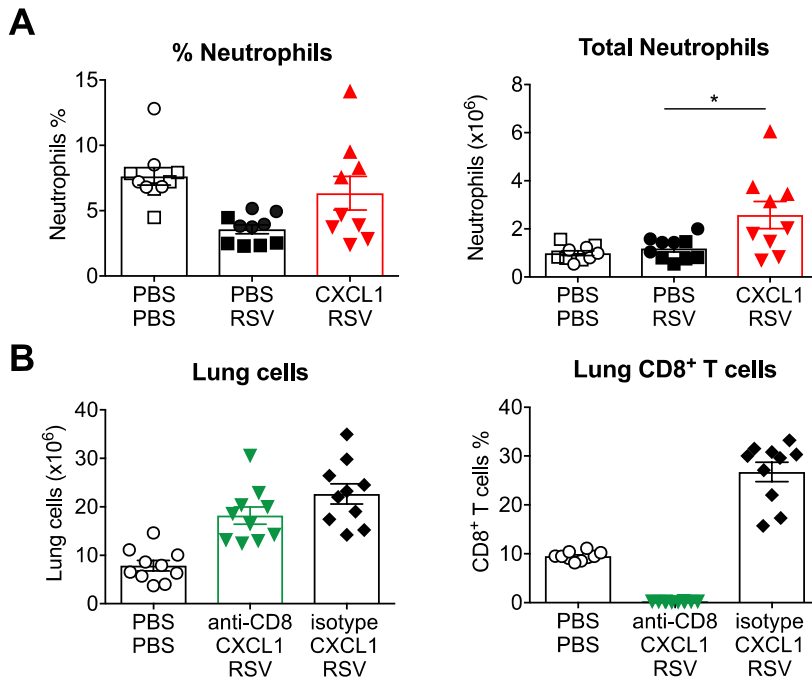 A
% Neutrophils
Neutrophils %
15
10
5
0
PBS
PBS
PBS
RSV
CXCL1
RSV
Total Neutrophils
Neutrophils (x10⁶)
8
6
4
2
0
*
PBS
PBS
PBS
RSV
CXCL1
RSV
B
Lung cells
Lung cells (x10⁶)
40
30
20
10
0
PBS
PBS
anti-CD8
CXCL1
RSV
isotype
CXCL1
RSV
Lung CD8⁺ T cells
CD8⁺ T cells %
40
30
20
10
0
PBS
PBS
anti-CD8
CXCL1
RSV
isotype
CXCL1
RSV